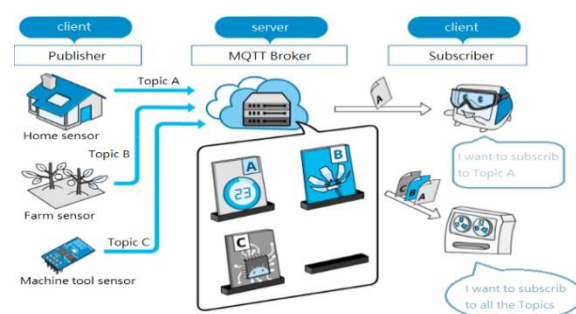 client
server
client
Publisher
MQTT Broker
Subscriber
Topic A
Home sensor
Topic B
Farm sensor
Topic C
Machine tool sensor
A
23
B
C
A
I want to subscrib
to Topic A
C
B
A
I want to subscrib
to all the Topics